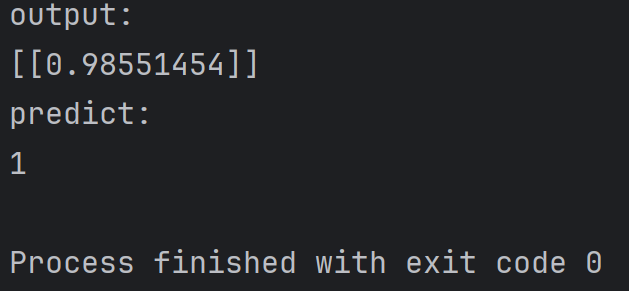 output:
[[0.98551454]]
predict:
1
Process finished with exit code 0